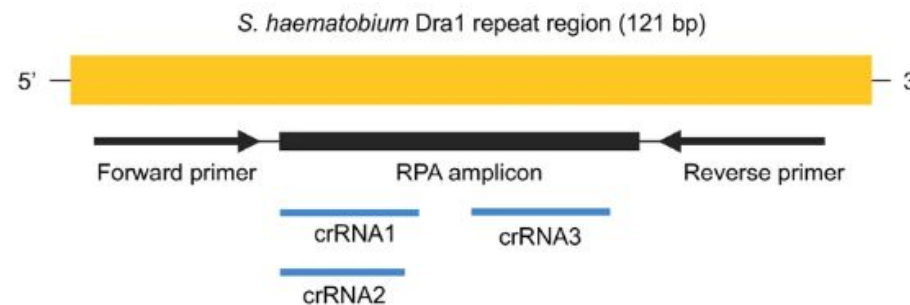 S. haematobium Dra1 repeat region (121 bp)
5’ 3
Forward primer RPA amplicon Reverse primer
crRNA1 crRNA3
crRNA2